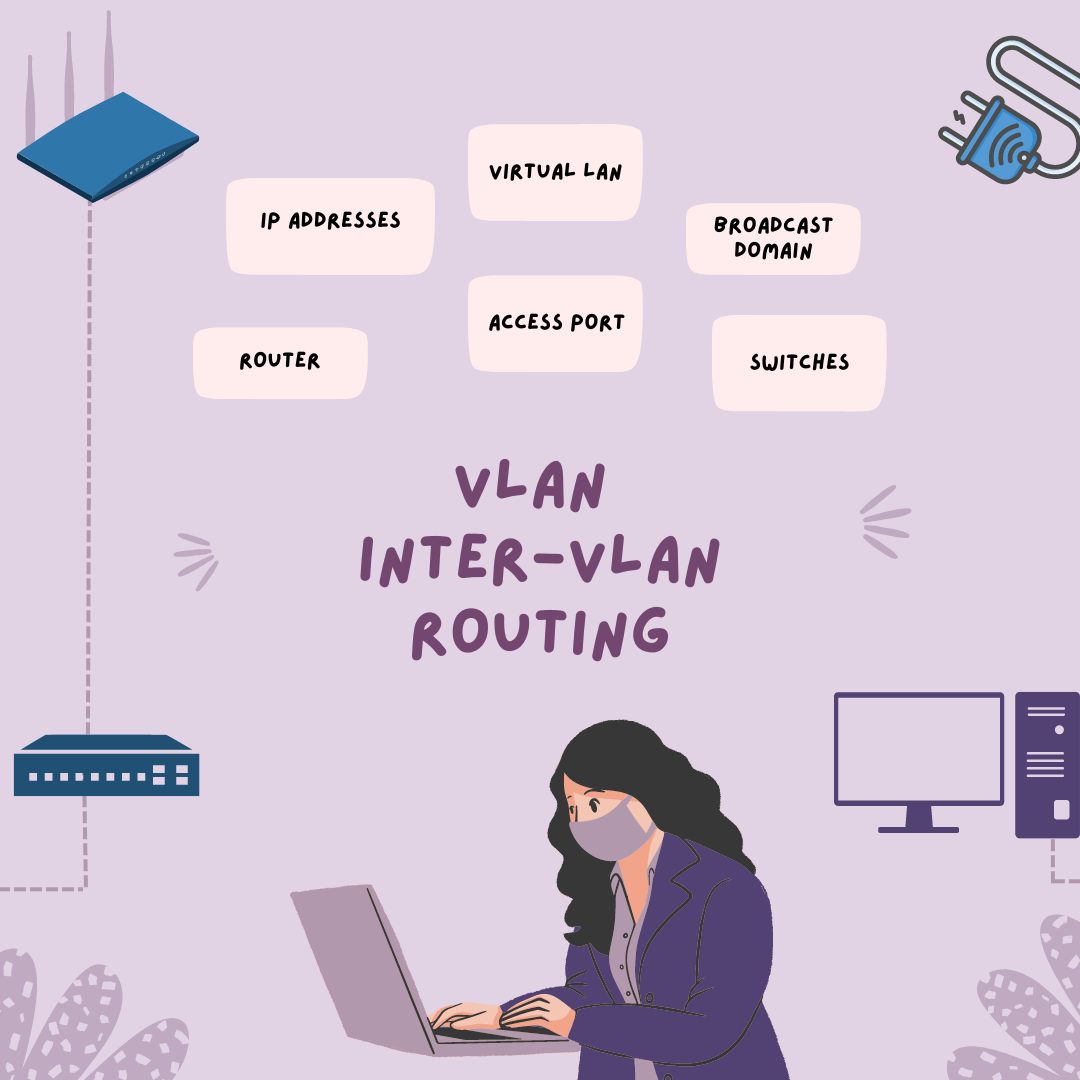 VIRTUAL LAN
IP ADDRESSES
BROADCAST
DOMAIN
ACCESS PORT
ROUTER
SWITCHES
VLAN
INTER-VLAN
ROUTING